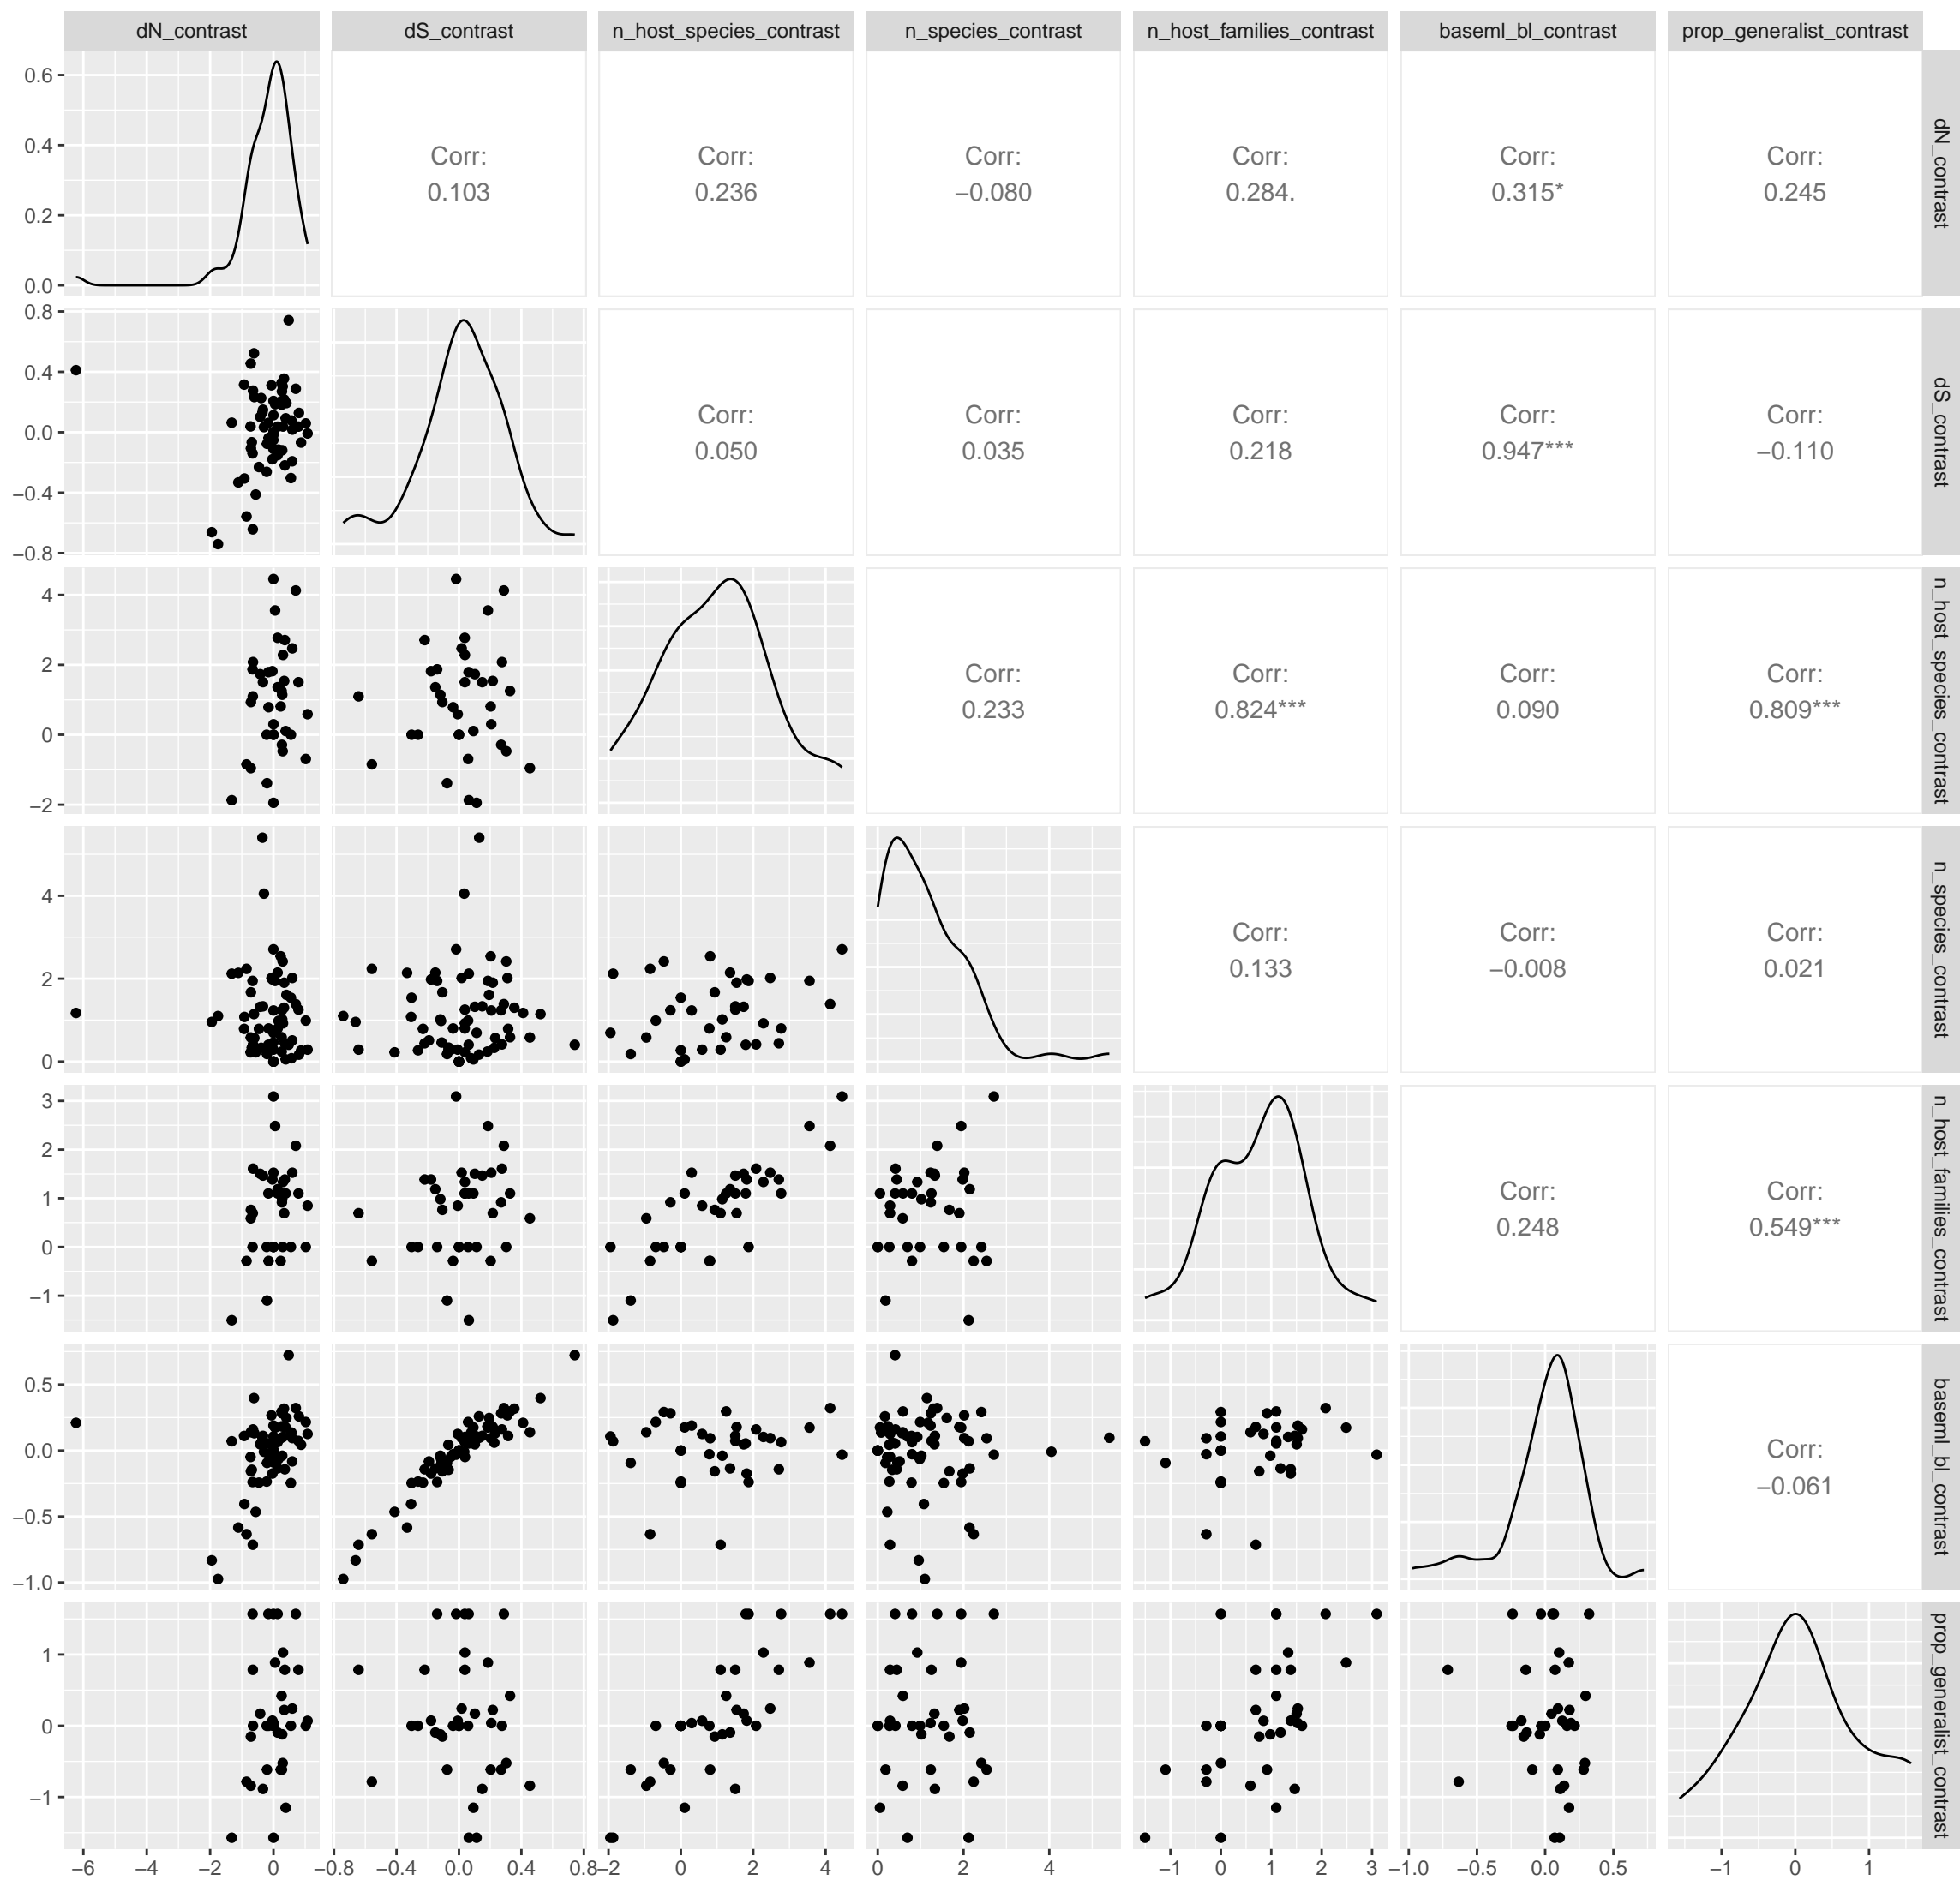 dN_contrast dS_contrast n_host_species_contrast n_species_contrast n_host_families_contrast baseml_bl_contrast prop_generalist_contrast
0.6
0.4
0.2
0.0
Corr:
0.103
Corr:
0.236
Corr:
−0.080
Corr:
0.284.
Corr:
0.315*
Corr:
0.245
dN_contrast
0.8
0.4
0.0
−0.4
−0.8
Corr:
0.050
Corr:
0.035
Corr:
0.218
Corr:
0.947***
Corr:
−0.110
dS_contrast
4
2
0
−2
Corr:
0.233
Corr:
0.824***
Corr:
0.090
Corr:
0.809***
n_host_species_contrast
4
2
0
Corr:
0.133
Corr:
−0.008
Corr:
0.021
n_species_contrast
3
2
1
0
−1
Corr:
0.248
Corr:
0.549***
n_host_families_contrast
0.5
0.0
−0.5
−1.0
Corr:
−0.061
baseml_bl_contrast
1
0
−1
prop_generalist_contrast
−6 −4 −2 0 −0.8 −0.4 0.0 0.4 0.8 −2 0 2 4 0 2 4 −1 0 1 2 3 −1.0 −0.5 0.0 0.5 −1 0 1